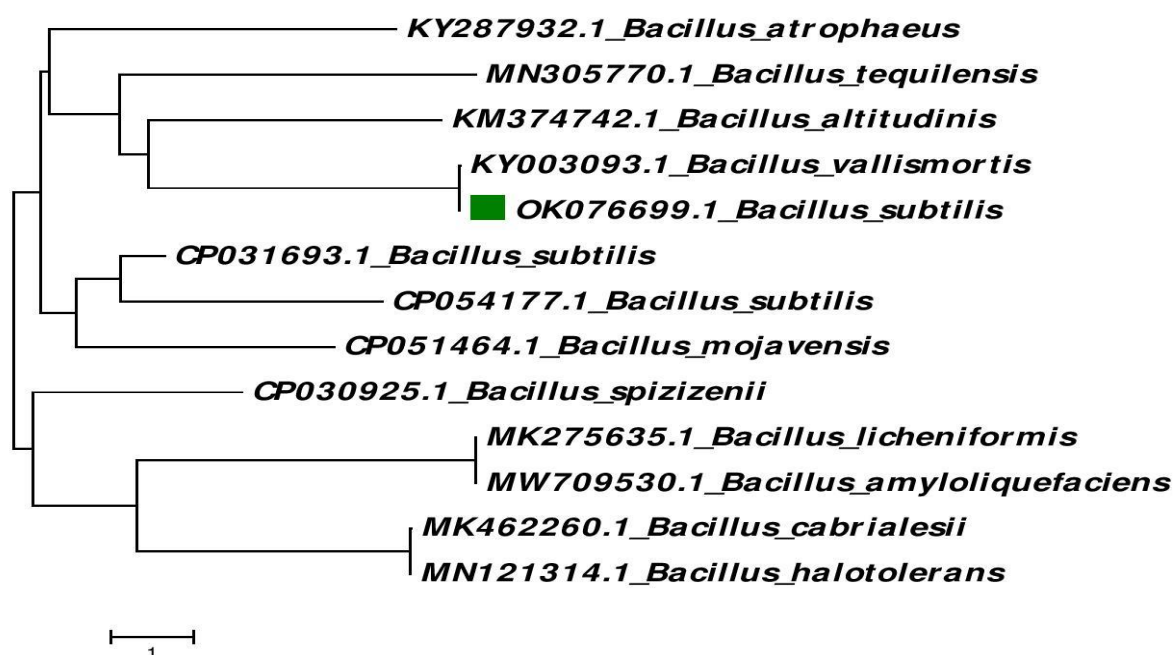 KY287932.1_Bacillus_atrophaeus
MN305770.1_Bacillus_tequilensis
KM374742.1_Bacillus_altitudinis
KY003093.1_Bacillus_vallismortis
OK076699.1_Bacillus_subtilis
CP031693.1_Bacillus_subtilis
CP054177.1_Bacillus_subtilis
CP051464.1_Bacillus_mojavensis
CP030925.1_Bacillus_spizizenii
MK275635.1_Bacillus_licheniformis
MW709530.1_Bacillus_amyloliquefaciens
MK462260.1_Bacillus_cabrialesii
MN121314.1_Bacillus_halotolerans
1